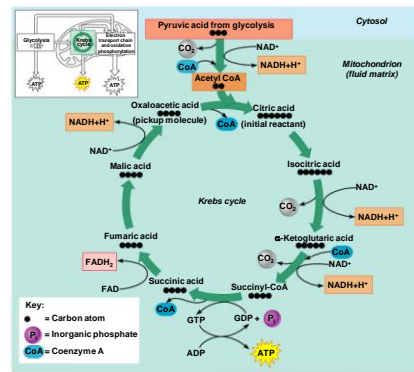 Cytosol
Glycolysis
Krebs
cycle
Electron
transport chain
and oxidative
phosphorylation
ATP
ATP
ATP
Pyruvic acid from glycolysis
CO₂
NAD⁺
CoA
NADH+H⁺
Acetyl CoA
Mitochondrion
(fluid matrix)
Oxaloacetic acid
(pickup molecule)
NADH+H⁺
CoA
Citric acid
(initial reactant)
NAD⁺
Malic acid
Isocitric acid
NAD⁺
CO₂
NADH+H⁺
Krebs cycle
Fumaric acid
α-Ketoglutaric acid
CO₂
CoA
NAD⁺
NADH+H⁺
FADH₂
FAD
Succinic acid
Succinyl-CoA
CoA
GTP
GDP + Pᵢ
ADP
ATP
Key:
= Carbon atom
Pᵢ = Inorganic phosphate
CoA = Coenzyme A